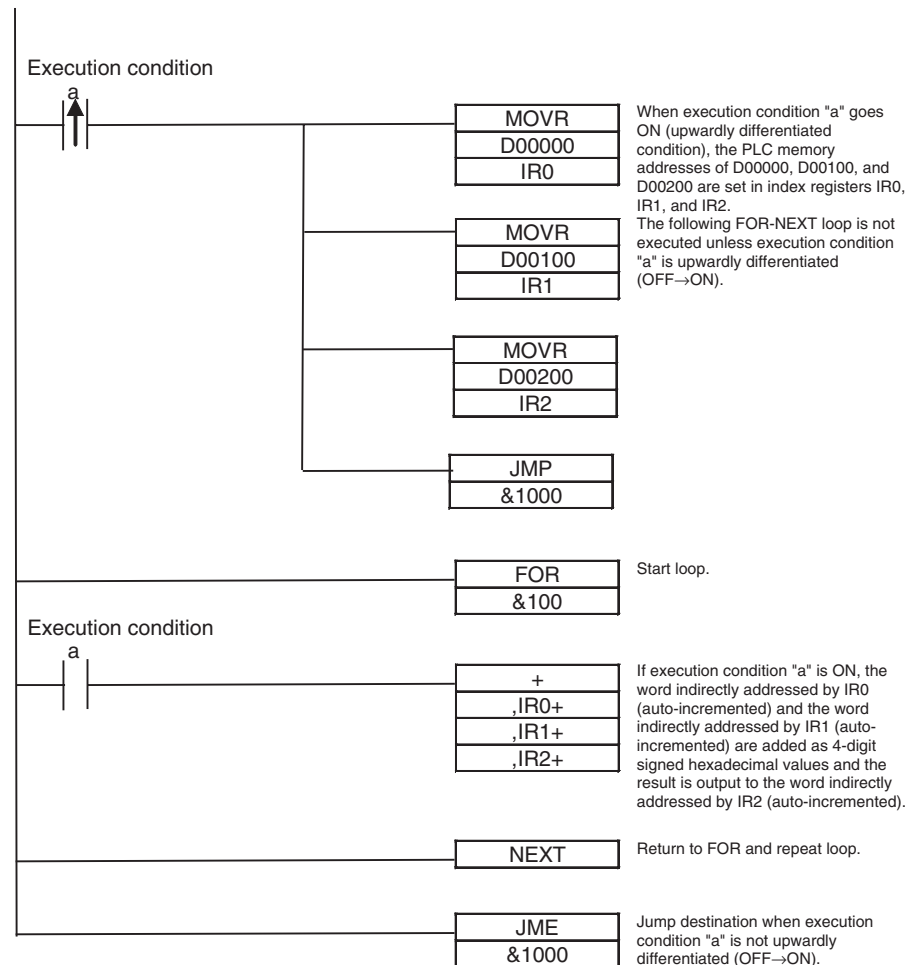 Execution condition
a
MOVR
D00000
IR0
When execution condition "a" goes
ON (upwardly differentiated
condition), the PLC memory
addresses of D00000, D00100, and
D00200 are set in index registers IR0,
IR1, and IR2.
The following FOR-NEXT loop is not
executed unless execution condition
"a" is upwardly differentiated
(OFF→ON).
MOVR
D00100
IR1
MOVR
D00200
IR2
JMP
&1000
FOR
&100
Start loop.
Execution condition
a
+
,IR0+
,IR1+
,IR2+
If execution condition "a" is ON, the
word indirectly addressed by IR0
(auto-incremented) and the word
indirectly addressed by IR1 (auto-
incremented) are added as 4-digit
signed hexadecimal values and the
result is output to the word indirectly
addressed by IR2 (auto-incremented).
NEXT
Return to FOR and repeat loop.
JME
&1000
Jump destination when execution
condition "a" is not upwardly
differentiated (OFF→ON).